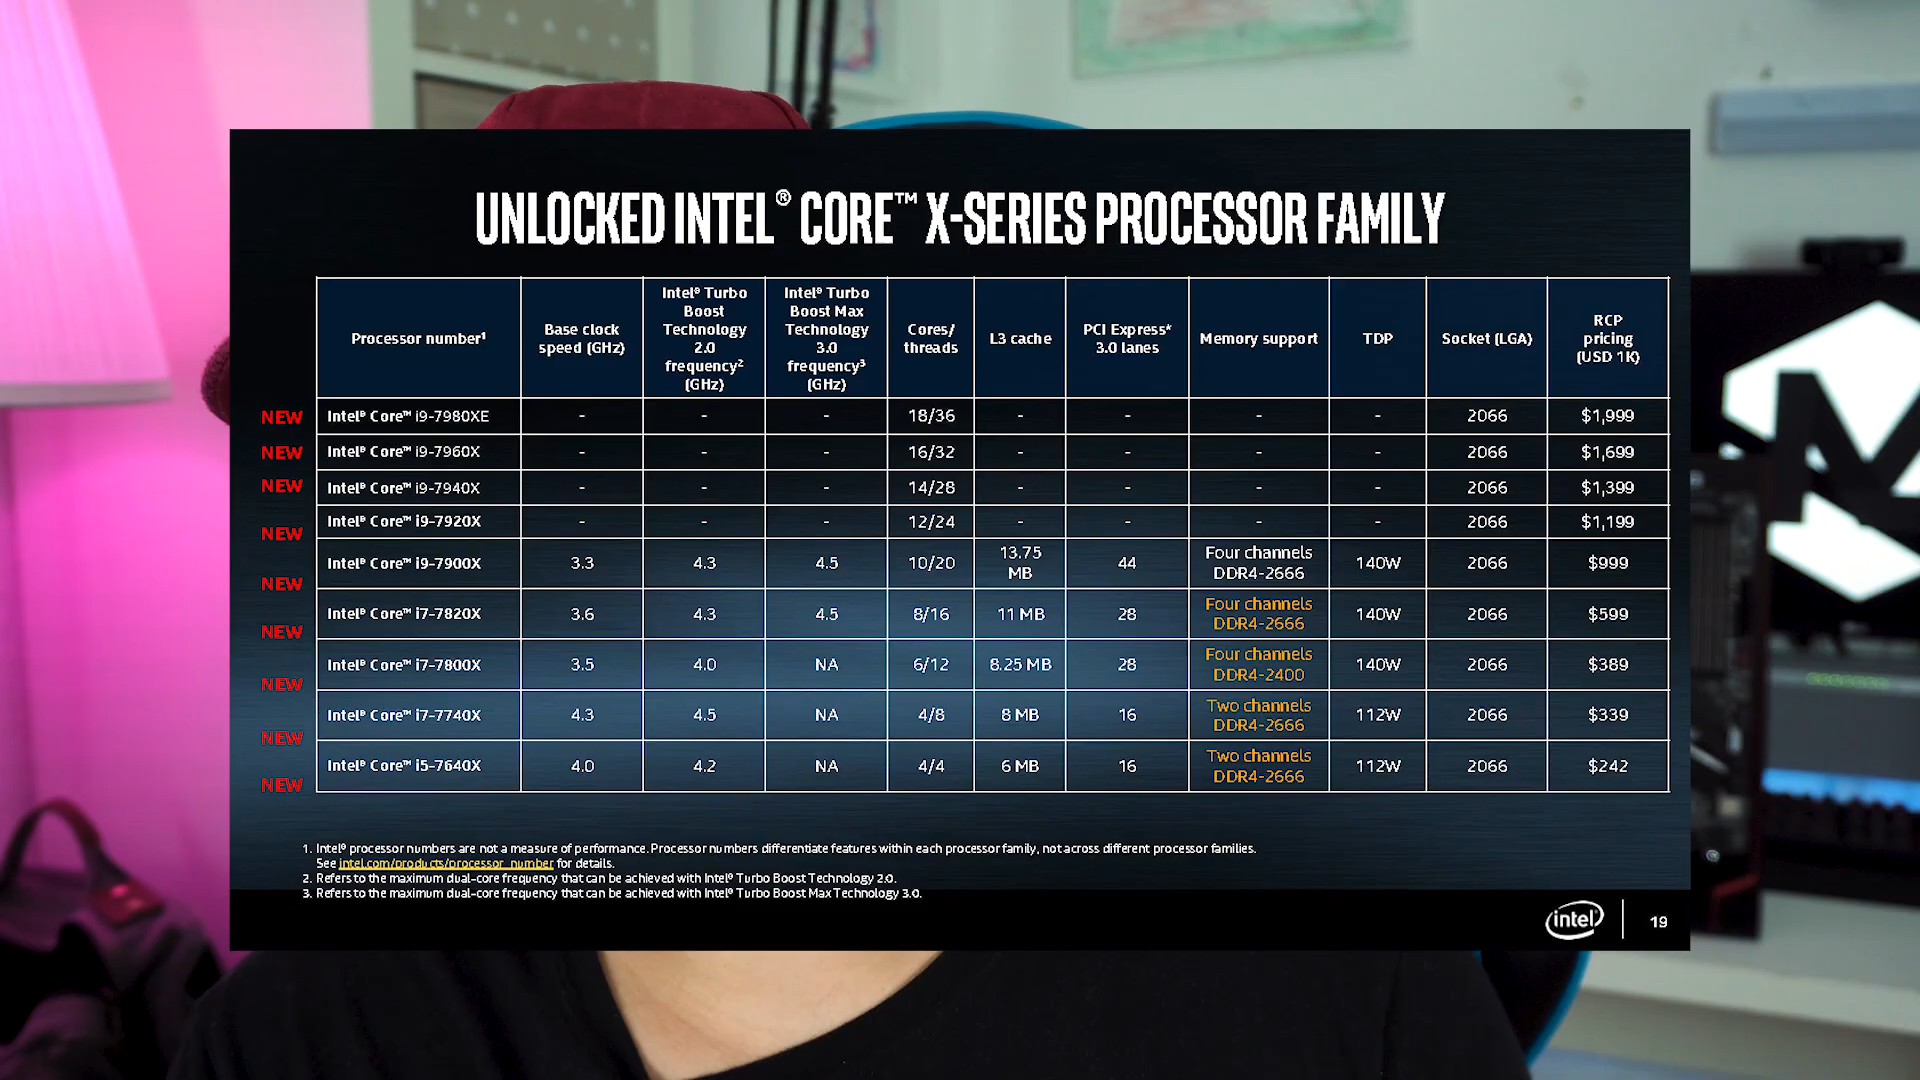 UNLOCKED INTEL® CORE™ X-SERIES PROCESSOR FAMILY
Processor number¹ Base clock speed (GHz) Intel® Turbo Boost Technology 2.0 frequency² (GHz) Intel® Turbo Boost Max Technology 3.0 frequency³ (GHz) Cores/ threads L3 cache PCI Express* 3.0 lanes Memory support TDP Socket (LGA) RCP pricing (USD 1K)
NEW Intel® Core™ i9-7980XE - - - 18/36 - - - - 2066 $1,999
NEW Intel® Core™ i9-7960X - - - 16/32 - - - - 2066 $1,699
NEW Intel® Core™ i9-7940X - - - 14/28 - - - - 2066 $1,399
NEW Intel® Core™ i9-7920X - - - 12/24 - - - - 2066 $1,199
NEW Intel® Core™ i9-7900X 3.3 4.3 4.5 10/20 13.75 MB 44 Four channels DDR4-2666 140W 2066 $999
NEW Intel® Core™ i7-7820X 3.6 4.3 4.5 8/16 11 MB 28 Four channels DDR4-2666 140W 2066 $599
NEW Intel® Core™ i7-7800X 3.5 4.0 NA 6/12 8.25 MB 28 Four channels DDR4-2400 140W 2066 $389
NEW Intel® Core™ i7-7740X 4.3 4.5 NA 4/8 8 MB 16 Two channels DDR4-2666 112W 2066 $339
NEW Intel® Core™ i5-7640X 4.0 4.2 NA 4/4 6 MB 16 Two channels DDR4-2666 112W 2066 $242
1. Intel® processor numbers are not a measure of performance. Processor numbers differentiate features within each processor family, not across different processor families.
See intel.com/products/processor_number for details.
2. Refers to the maximum dual-core frequency that can be achieved with Intel® Turbo Boost Technology 2.0.
3. Refers to the maximum dual-core frequency that can be achieved with Intel® Turbo Boost Max Technology 3.0.
intel 19